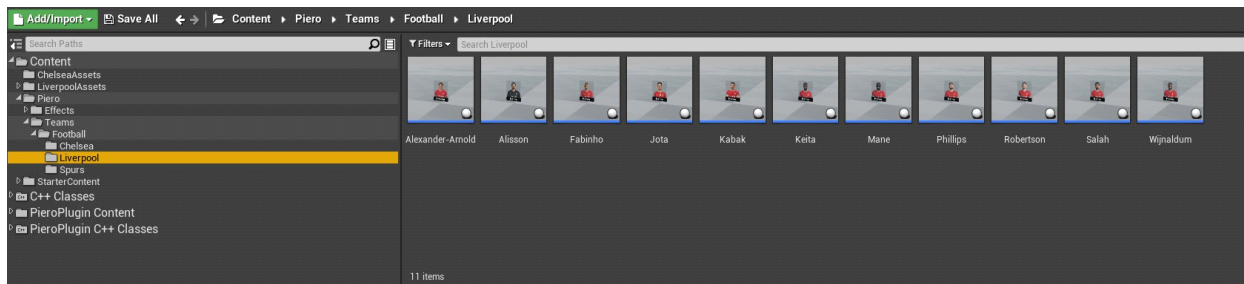 Add/Import Save All Content Piero Teams Football Liverpool
Search Paths
Filters Search Liverpool
Content
ChelseaAssets
LiverpoolAssets
Piero
Effects
Teams
Football
Chelsea
Liverpool
Spurs
StarterContent
C++ Classes
PieroPlugin Content
PieroPlugin C++ Classes
Alexander-Arnold Alisson Fabinho Jota Kabak Keita Mane Phillips Robertson Salah Wijnaldum
11 items